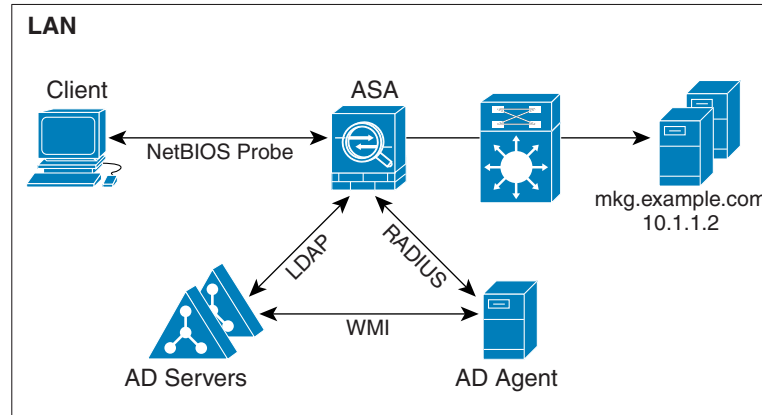 LAN
Client
ASA
NetBIOS Probe
mkg.example.com
10.1.1.2
LDAP
RADIUS
WMI
AD Servers
AD Agent